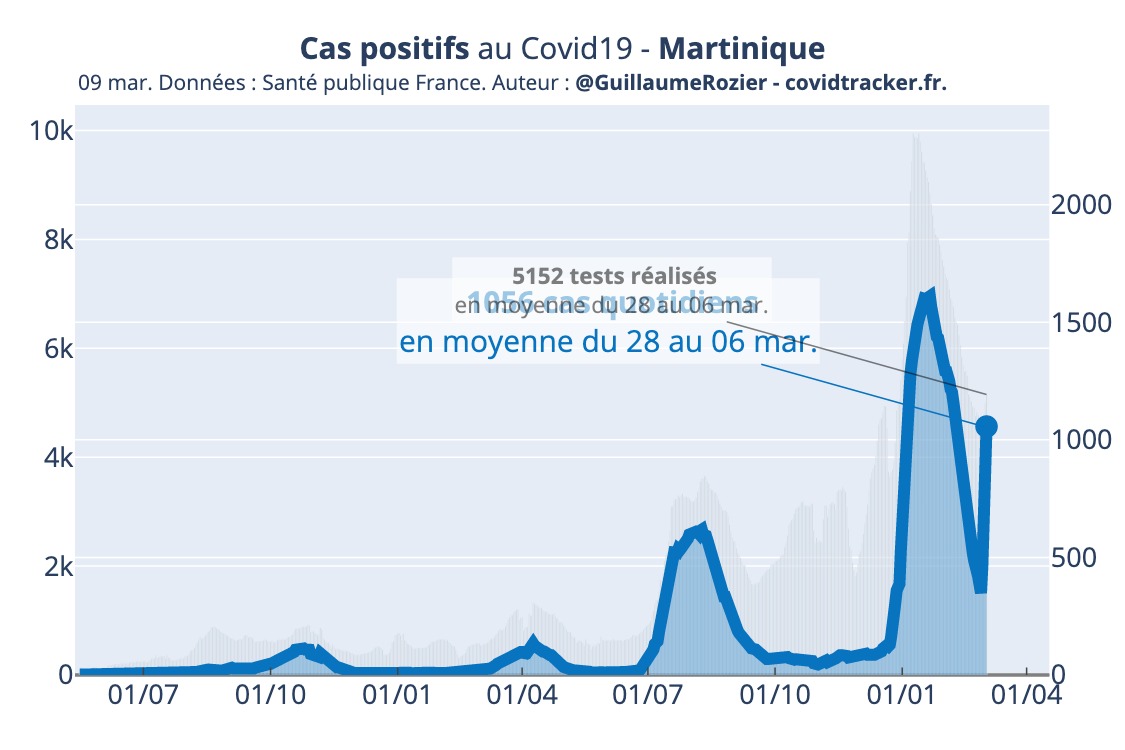 Cas positifs au Covid19 - Martinique
09 mar. Données : Santé publique France. Auteur : @GuillaumeRozier - covidtracker.fr.
10k
8k
6k
4k
2k
0
2000
1500
1000
500
0
5152 tests réalisés
en moyenne du 28 au 06 mar.
1056 cas quotidiens
en moyenne du 28 au 06 mar.
01/07
01/10
01/01
01/04
01/07
01/10
01/01
01/04